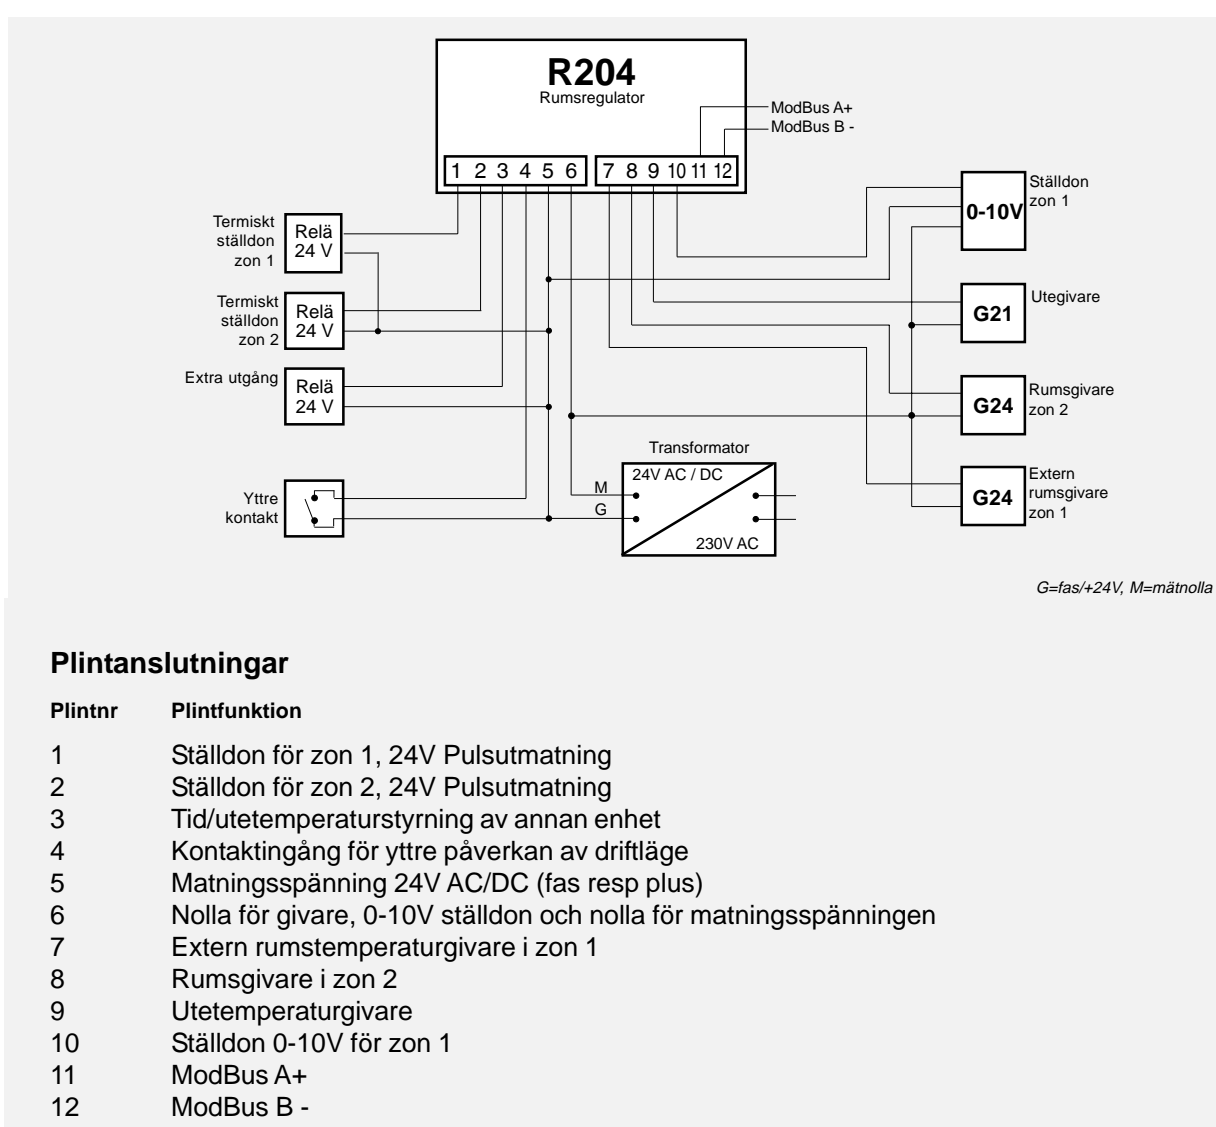 R204
Rumsregulator
ModBus A+
ModBus B -
1 2 3 4 5 6 7 8 9 10 11 12
Termiskt
ställdon
zon 1
Relä
24 V
Termiskt
ställdon
zon 2
Relä
24 V
Extra utgång
Relä
24 V
Yttre
kontakt
Transformator
24V AC / DC
M
G
230V AC
0-10V
Ställdon
zon 1
G21
Utegivare
G24
Rumsgivare
zon 2
G24
Extern
rumsgivare
zon 1
G=fas/+24V, M=mätnolla
Plintanslutningar
Plintnr Plintfunktion
1 Ställdon för zon 1, 24V Pulsutmatning
2 Ställdon för zon 2, 24V Pulsutmatning
3 Tid/utetemperaturstyrning av annan enhet
4 Kontaktingång för yttre påverkan av driftläge
5 Matningsspänning 24V AC/DC (fas resp plus)
6 Nolla för givare, 0-10V ställdon och nolla för matningsspänningen
7 Extern rumstemperaturgivare i zon 1
8 Rumsgivare i zon 2
9 Utetemperaturgivare
10 Ställdon 0-10V för zon 1
11 ModBus A+
12 ModBus B -